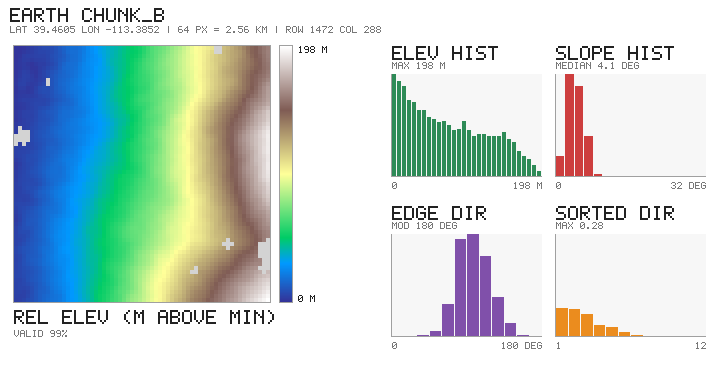 EARTH CHUNK_B
LAT 39.4605 LON -113.3852 | 64 PX = 2.56 KM | ROW 1472 COL 288
198 M
0 M
REL ELEV (M ABOVE MIN)
VALID 99%
ELEV HIST
MAX 198 M
0 198 M
SLOPE HIST
MEDIAN 4.1 DEG
0 32 DEG
EDGE DIR
MOD 180 DEG
0 180 DEG
SORTED DIR
MAX 0.28
1 12